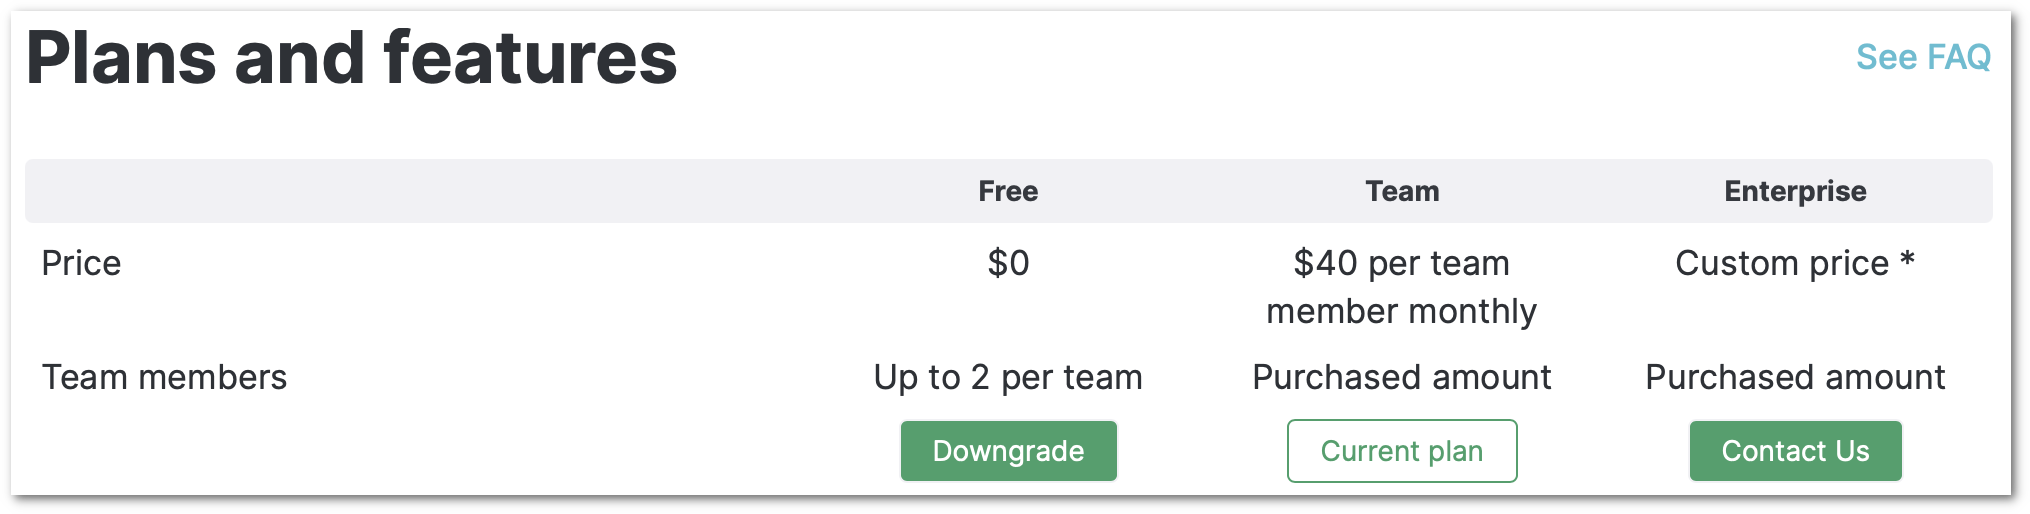 Plans and features
See FAQ
Free Team Enterprise
Price $0 $40 per team Custom price *
member monthly
Team members Up to 2 per team Purchased amount Purchased amount
Downgrade Current plan Contact Us